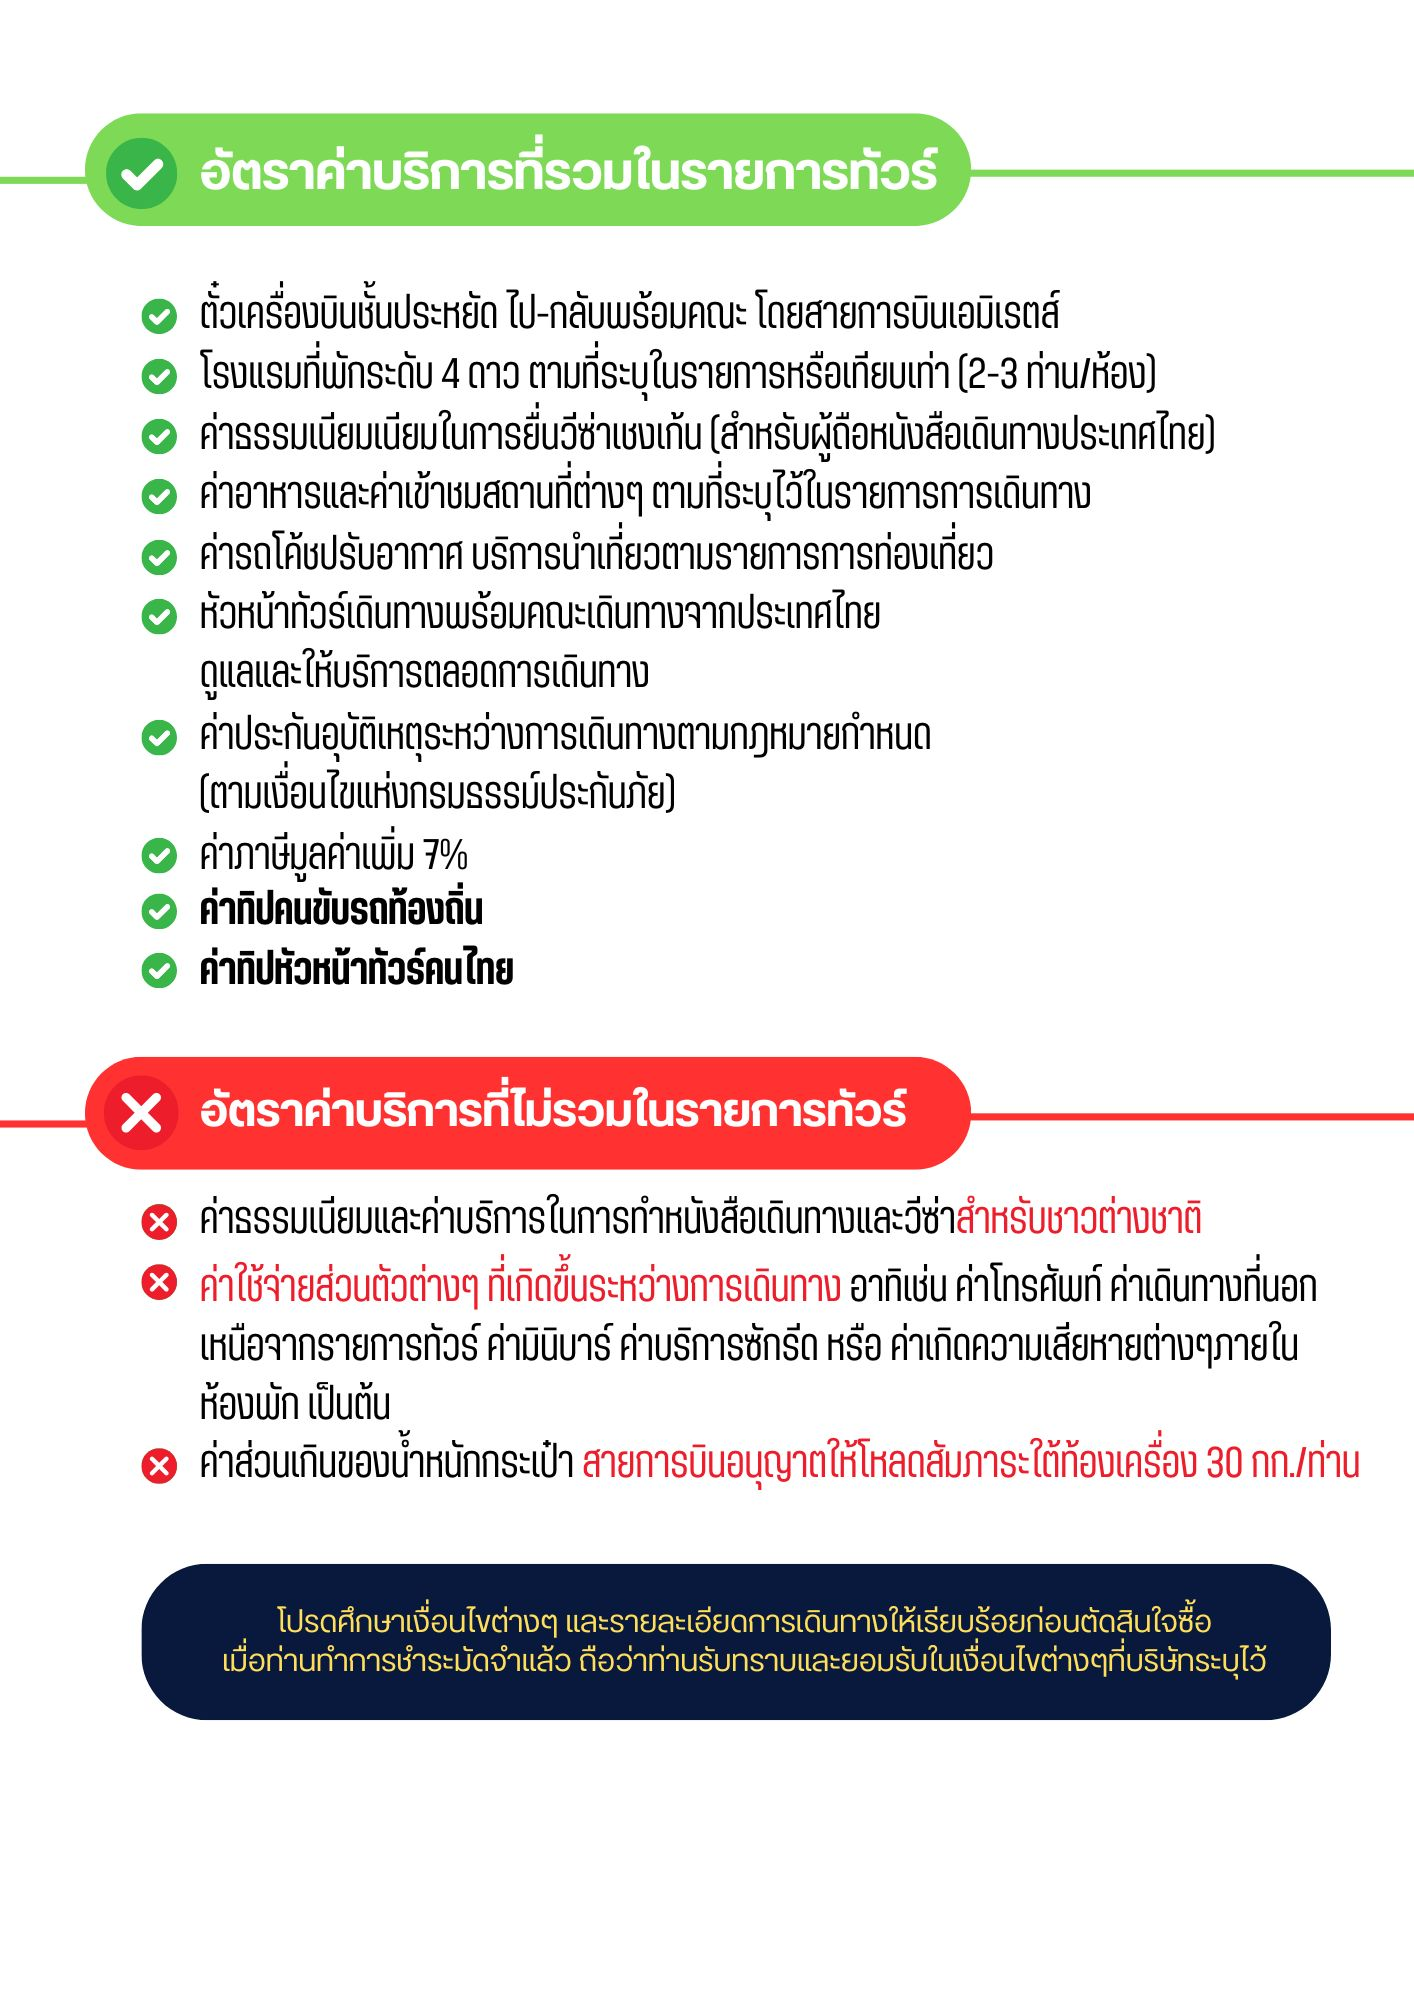 อัตราค่าบริการที่รวมในรายการทัวร์
ตั๋วเครื่องบินชั้นประหยัด ไป-กลับพร้อมคณะ โดยสายการบินเอมิเรตส์
โรงแรมที่พักระดับ 4 ดาว ตามที่ระบุในรายการหรือเทียบเท่า (2-3 ท่าน/ห้อง)
ค่าธรรมเนียมเนียมในการยื่นวีซ่าเชงเก้น (สำหรับผู้ถือหนังสือเดินทางประเทศไทย)
ค่าอาหารและค่าเข้าชมสถานที่ต่างๆ ตามที่ระบุไว้ในรายการการเดินทาง
ค่ารถโค้ชปรับอากาศ บริการนำเที่ยวตามรายการการท่องเที่ยว
หัวหน้าทัวร์เดินทางพร้อมคณะเดินทางจากประเทศไทย
ดูแลและให้บริการตลอดการเดินทาง
ค่าประกันอุบัติเหตุระหว่างการเดินทางตามกฎหมายกำหนด
(ตามเงื่อนไขแห่งกรมธรรม์ประกันภัย)
ค่าภาษีมูลค่าเพิ่ม 7%
ค่าทิปคนขับรถท้องถิ่น
ค่าทิปหัวหน้าทัวร์คนไทย
อัตราค่าบริการที่ไม่รวมในรายการทัวร์
ค่าธรรมเนียมและค่าบริการในการทำหนังสือเดินทางและวีซ่าสำหรับชาวต่างชาติ
ค่าใช้จ่ายส่วนตัวต่างๆ ที่เกิดขึ้นระหว่างการเดินทาง อาทิเช่น ค่าโทรศัพท์ ค่าเดินทางที่นอก
เหนือจากรายการทัวร์ ค่ามินิบาร์ ค่าบริการซักรีด หรือ ค่าเกิดความเสียหายต่างๆภายใน
ห้องพัก เป็นต้น
ค่าส่วนเกินของน้ำหนักกระเป๋า สายการบินอนุญาตให้โหลดสัมภาระใต้ท้องเครื่อง 30 กก./ท่าน
โปรดศึกษาเงื่อนไขต่างๆ และรายละเอียดการเดินทางให้เรียบร้อยก่อนตัดสินใจซื้อ
เมื่อท่านทำการชำระมัดจำแล้ว ถือว่าท่านรับทราบและยอมรับในเงื่อนไขต่างๆที่บริษัทระบุไว้